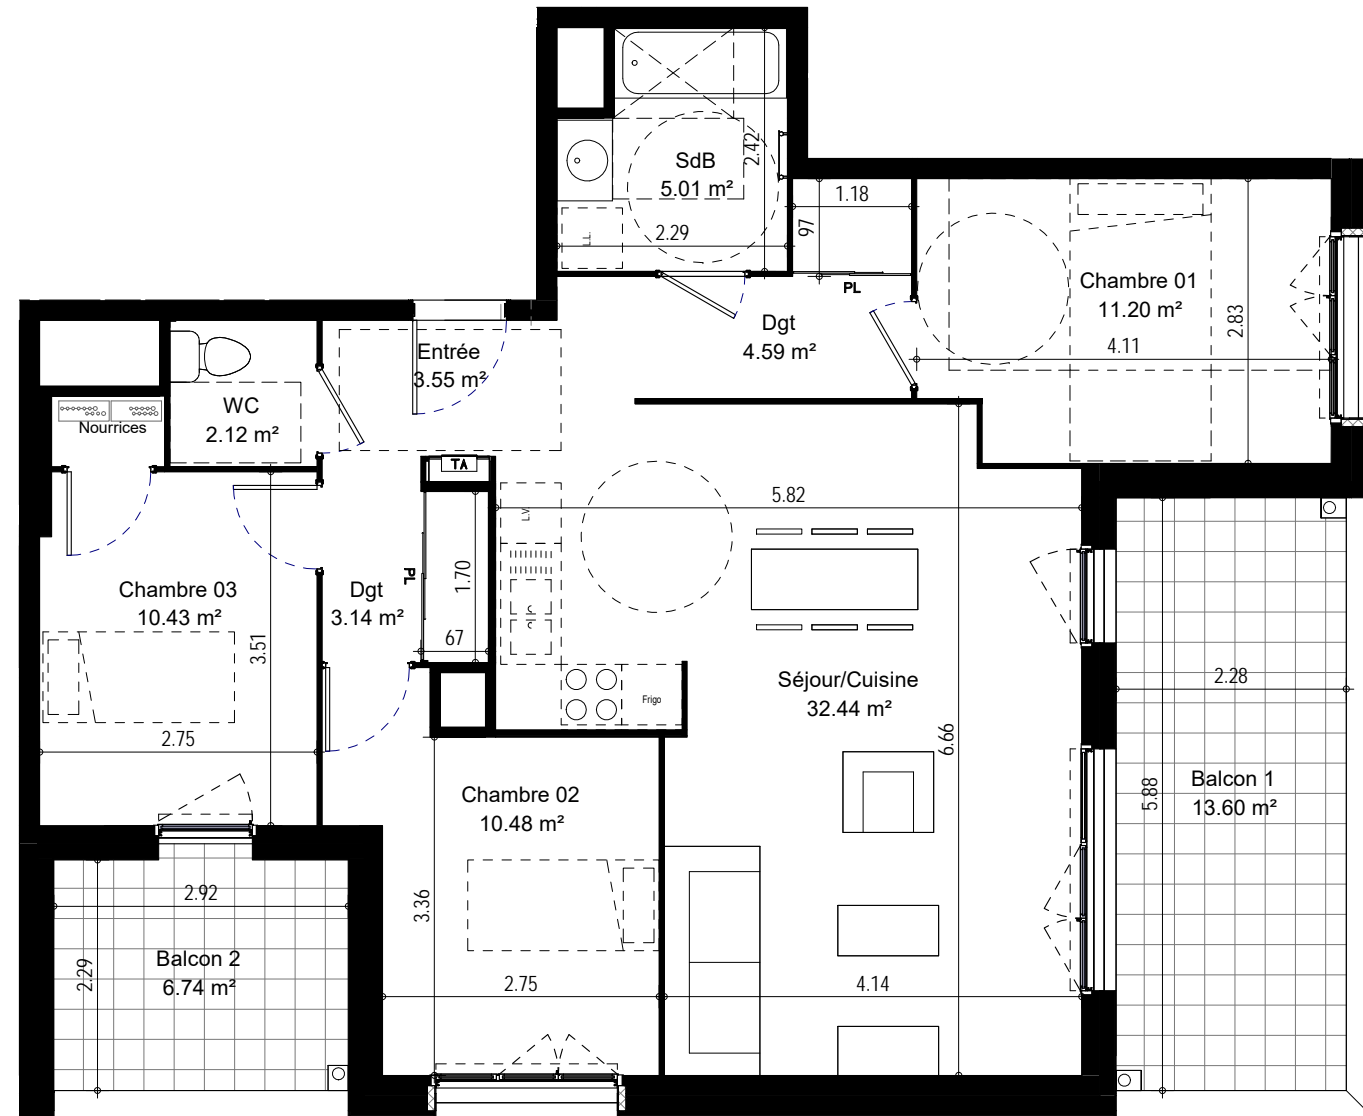 SdB
5.01 m²
2.42
2.29
LL.
1.18
97
PL
Chambre 01
11.20 m²
2.83
4.11
Dgt
4.59 m²
Entrée
3.55 m²
WC
2.12 m²
Nourrices
TA
L.V.
5.82
Chambre 03
10.43 m²
3.51
2.75
Dgt
3.14 m²
PL
1.70
67
Frigo
Séjour/Cuisine
32.44 m²
6.66
2.28
5.88
Balcon 1
13.60 m²
Chambre 02
10.48 m²
3.36
2.75
4.14
2.92
2.29
Balcon 2
6.74 m²